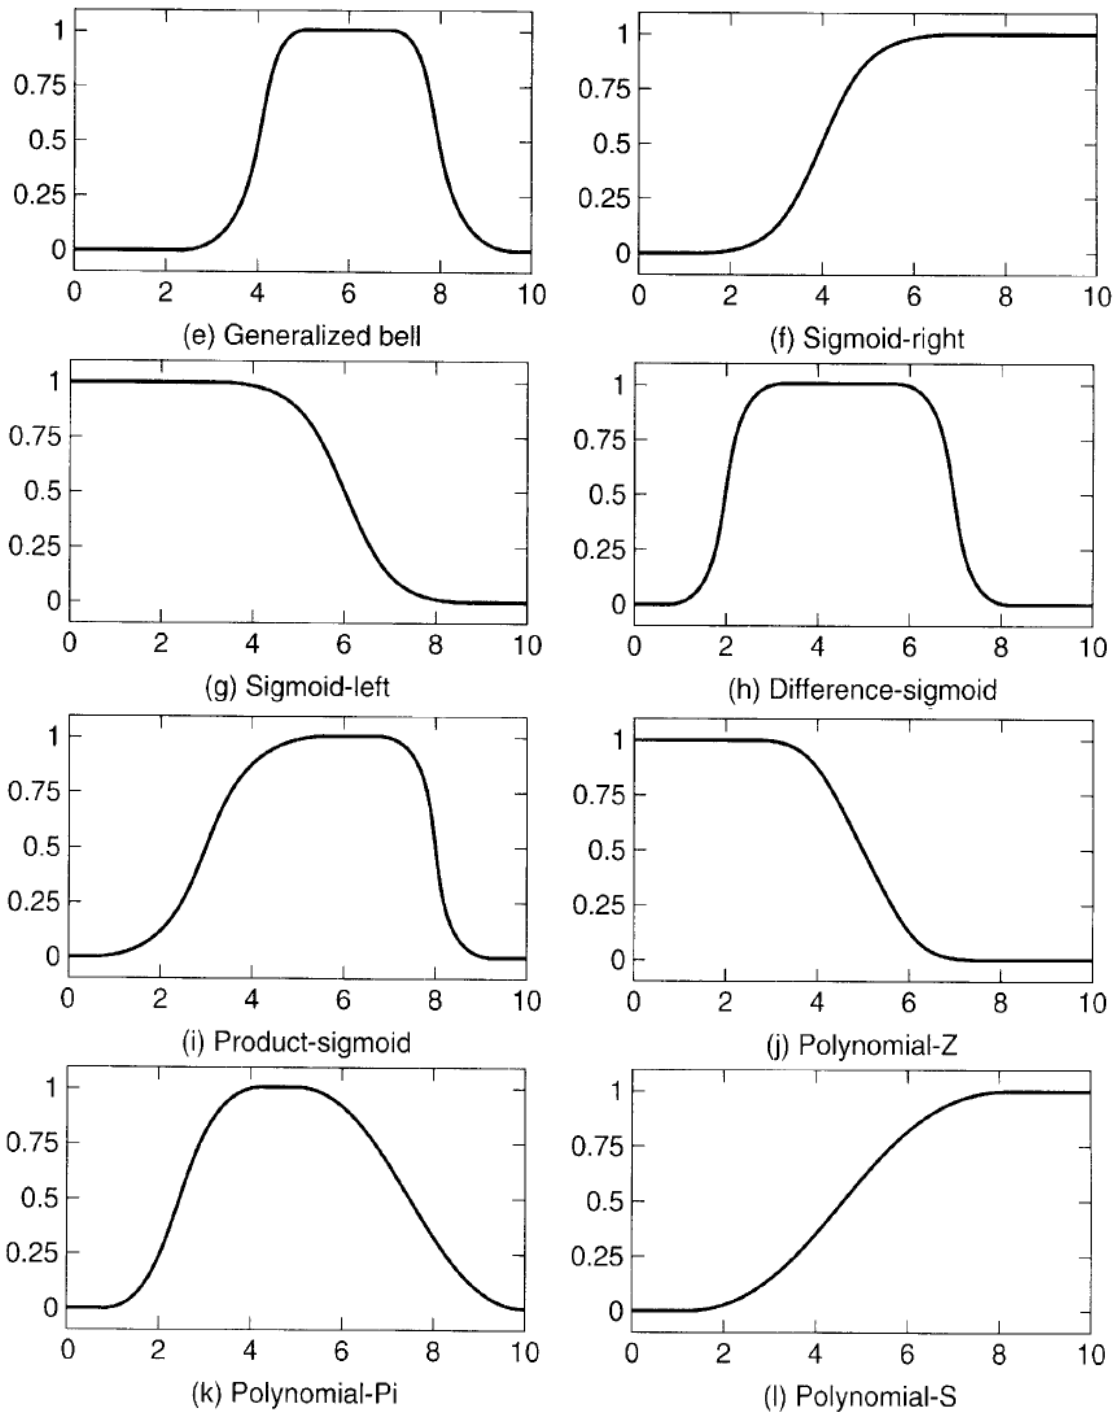 1
0.75
0.5
0.25
0
0 2 4 6 8 10
(e) Generalized bell
1
0.75
0.5
0.25
0
0 2 4 6 8 10
(f) Sigmoid-right
1
0.75
0.5
0.25
0
0 2 4 6 8 10
(g) Sigmoid-left
1
0.75
0.5
0.25
0
0 2 4 6 8 10
(h) Difference-sigmoid
1
0.75
0.5
0.25
0
0 2 4 6 8 10
(i) Product-sigmoid
1
0.75
0.5
0.25
0
0 2 4 6 8 10
(j) Polynomial-Z
1
0.75
0.5
0.25
0
0 2 4 6 8 10
(k) Polynomial-Pi
1
0.75
0.5
0.25
0
0 2 4 6 8 10
(l) Polynomial-S